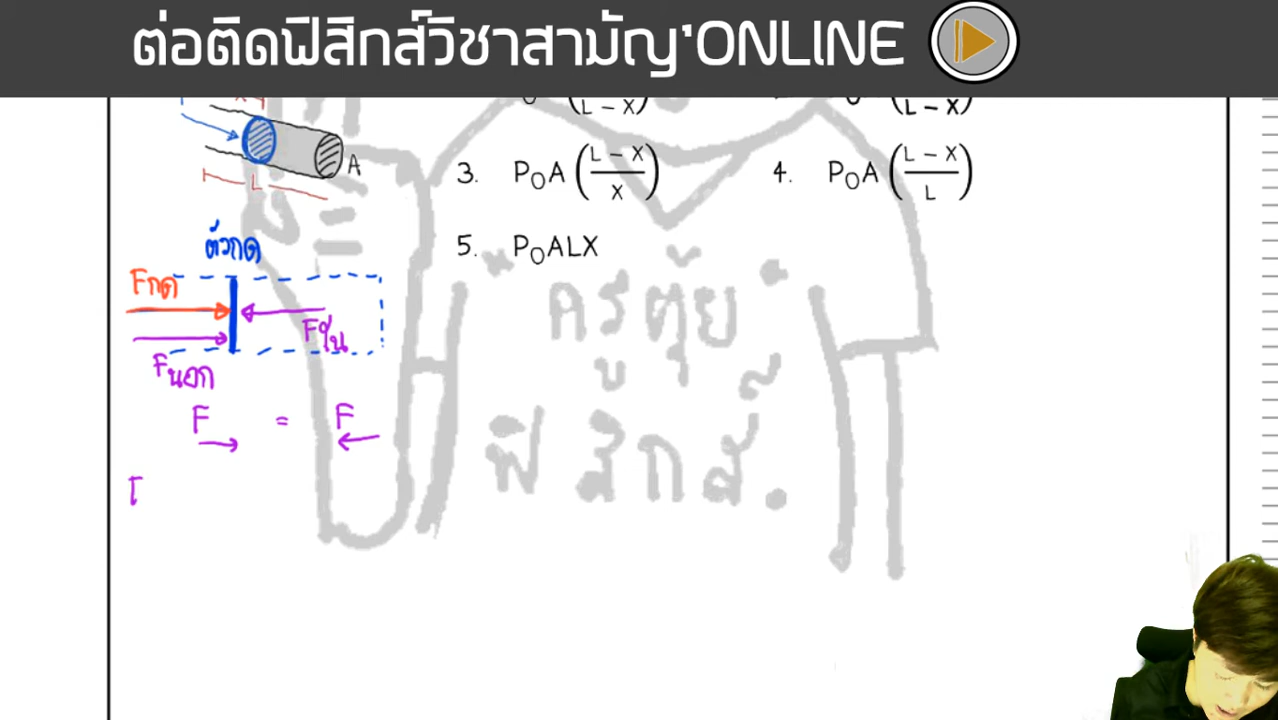 ต่อติดฟิสิกส์วิชาสามัญ'ONLINE
(L - X)
(L - X)
A
L
3. P₀A (L - X / X)
4. P₀A (L - X / L)
ตัวกด
5. P₀ALX
Fกด
Fใน
Fนอก
F = F
"ครูตุ้ย"
ฟิสิกส์.